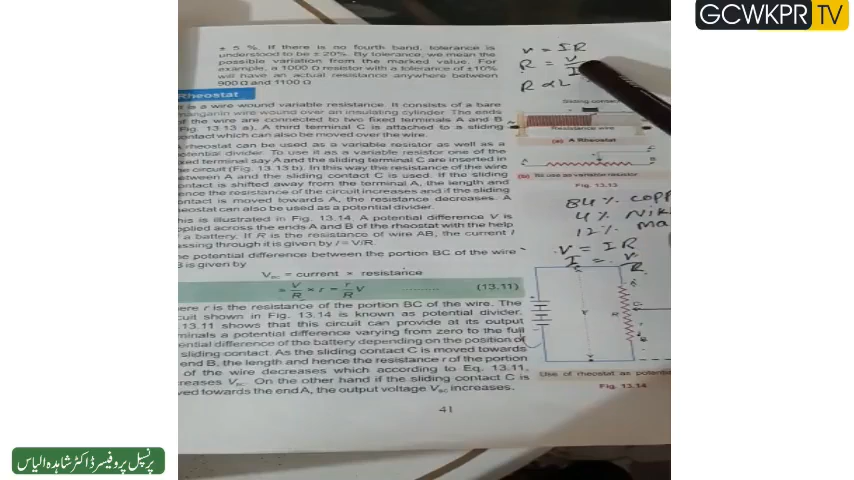 GCWKPR TV
± 5 %. If there is no fourth band, tolerance is
understood to be ± 20%. By tolerance, we mean the
possible variation from the marked value. For
example, a 1000 Ω resistor with a tolerance of ±10%
will have an actual resistance anywhere between
900 Ω and 1100 Ω
V = IR
R = V
I
R ∝ L
Rheostat
It is a wire wound variable resistance. It consists of a bare
manganin wire wound over an insulating cylinder. The ends
of the wire are connected to two fixed terminals A and B
(Fig. 13.13 a). A third terminal C is attached to a sliding
contact which can also be moved over the wire.
Sliding contact
Resistance wire
(a) A Rheostat
rheostat can be used as a variable resistor as well as a
potential divider. To use it as a variable resistor one of the
fixed terminal say A and the sliding terminal C are inserted in
the circuit (Fig. 13.13 b). In this way the resistance of the wire
between A and the sliding contact C is used. If the sliding
contact is shifted away from the terminal A, the length and
hence the resistance of the circuit increases and if the sliding
contact is moved towards A, the resistance decreases. A
rheostat can also be used as a potential divider.
A
B
(b) Its use as variable resistor
Fig. 13.13
84% copp
4% Nik
12% Ma
This is illustrated in Fig. 13.14. A potential difference V is
applied across the ends A and B of the rheostat with the help
of a battery. If R is the resistance of wire AB, the current I
passing through it is given by I = V/R.
V = IR
I = V
R
the potential difference between the portion BC of the wire
is given by
V BC = current × resistance
= V/R × r = r/R V .......... (13.11)
here r is the resistance of the portion BC of the wire. The
circuit shown in Fig. 13.14 is known as potential divider.
13.11 shows that this circuit can provide at its output
terminals a potential difference varying from zero to the full
potential difference of the battery depending on the position of
sliding contact. As the sliding contact C is moved towards
end B, the length and hence the resistance r of the portion
of the wire decreases which according to Eq. 13.11,
decreases V BC. On the other hand if the sliding contact C is
moved towards the end A, the output voltage V BC increases.
V
R
Use of rheostat as potential
Fig. 13.14
41
پرنسپل پروفیسر ڈاکٹر شاہدہ الیاس